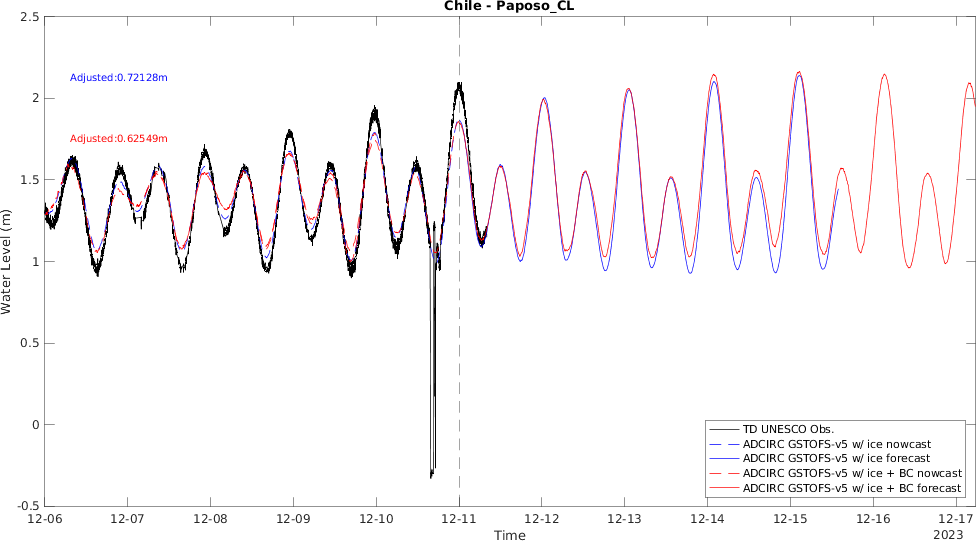 Chile - Paposo_CL
2.5
2
1.5
1
0.5
0
-0.5
Water Level (m)
Adjusted:0.72128m
Adjusted:0.62549m
TD UNESCO Obs.
ADCIRC GSTOFS-v5 w/ ice nowcast
ADCIRC GSTOFS-v5 w/ ice forecast
ADCIRC GSTOFS-v5 w/ ice + BC nowcast
ADCIRC GSTOFS-v5 w/ ice + BC forecast
12-06 12-07 12-08 12-09 12-10 12-11 12-12 12-13 12-14 12-15 12-16 12-17
Time
2023